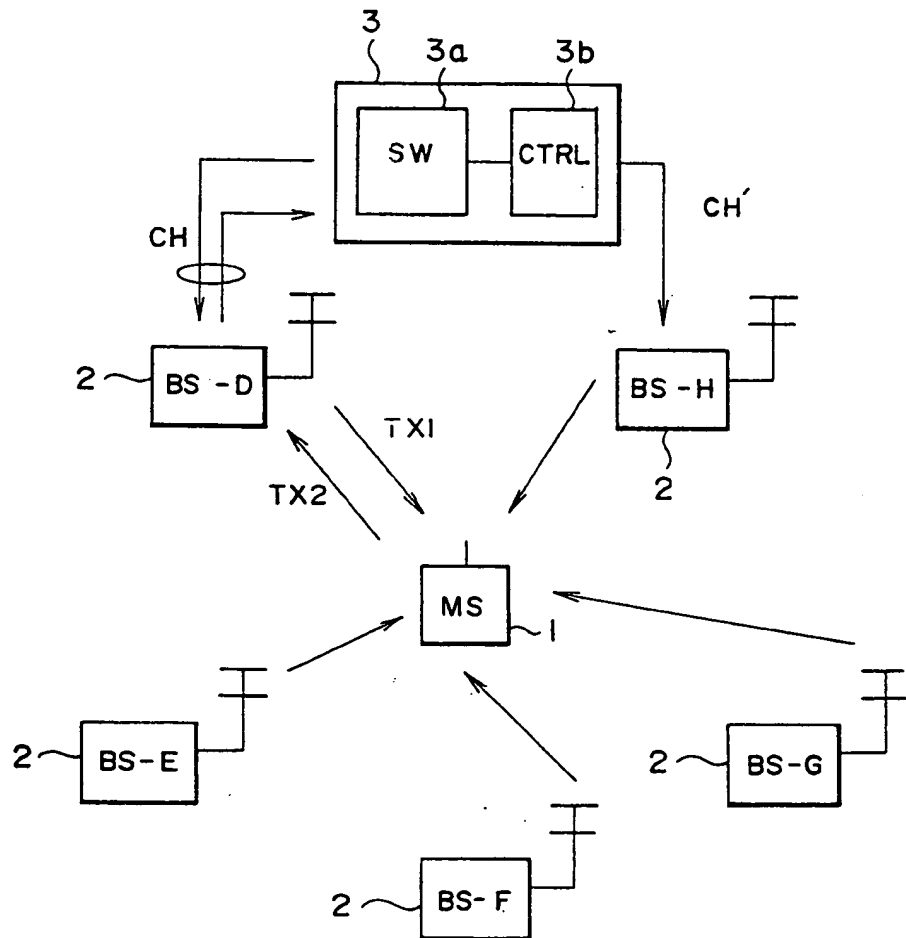 3
3a
3b
SW
CTRL
CH
CH′
2
BS-D
BS-H
2
TX1
TX2
MS
1
2
BS-E
2
BS-G
2
BS-F